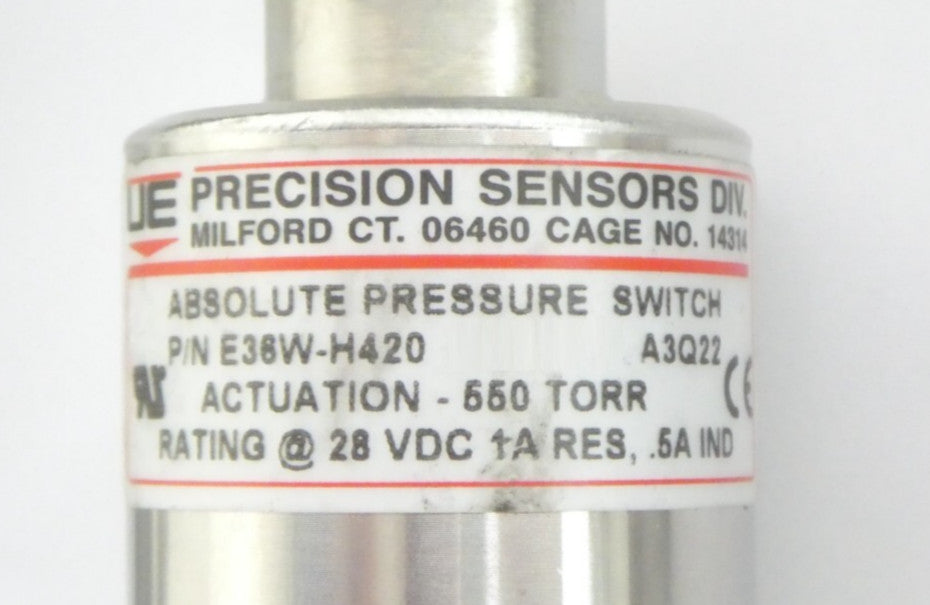 UE PRECISION SENSORS DIV.
MILFORD CT. 06460 CAGE NO. 14314
ABSOLUTE PRESSURE SWITCH
P/N E36W-H420 A3Q22
ACTUATION - 550 TORR
RATING @ 28 VDC 1A RES, .5A IND